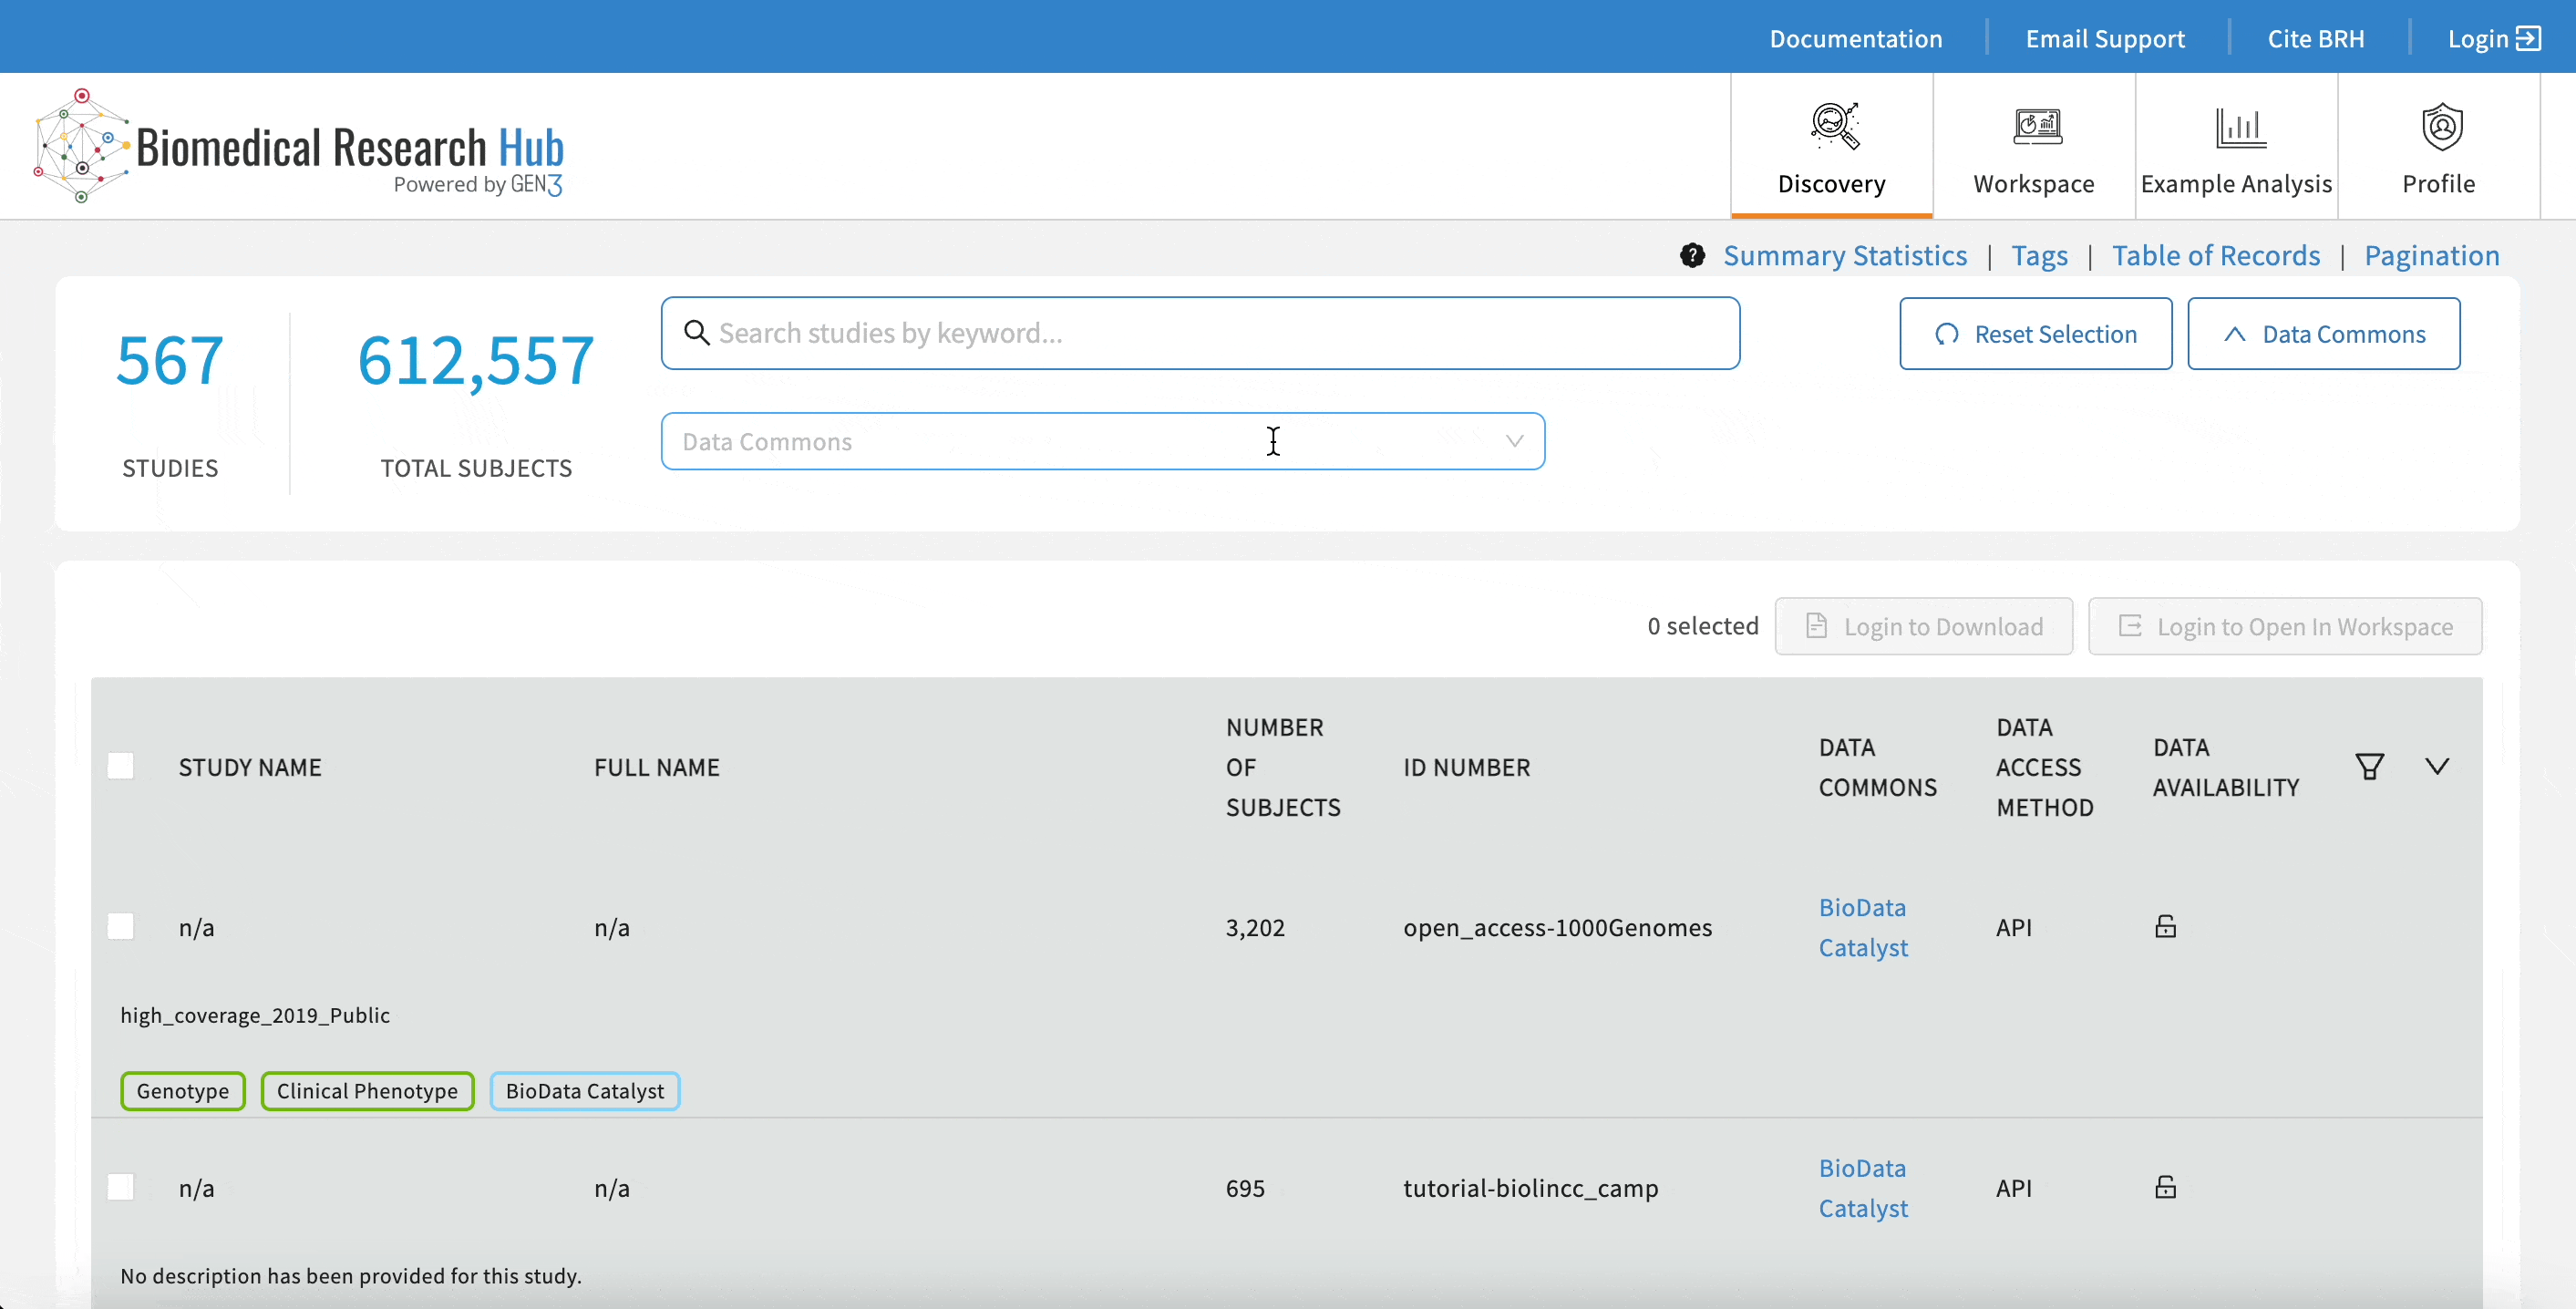 Documentation
Email Support
Cite BRH
Login
Biomedical Research Hub
Powered by GEN3
Discovery
Workspace
Example Analysis
Profile
? Summary Statistics | Tags | Table of Records | Pagination
567
STUDIES
612,557
TOTAL SUBJECTS
Search studies by keyword...
Data Commons
Reset Selection
Data Commons
0 selected
Login to Download
Login to Open In Workspace
STUDY NAME
FULL NAME
NUMBER
OF
SUBJECTS
ID NUMBER
DATA
COMMONS
DATA
ACCESS
METHOD
DATA
AVAILABILITY
n/a
n/a
3,202
open_access-1000Genomes
BioData
Catalyst
API
high_coverage_2019_Public
Genotype
Clinical Phenotype
BioData Catalyst
n/a
n/a
695
tutorial-biolincc_camp
BioData
Catalyst
API
No description has been provided for this study.